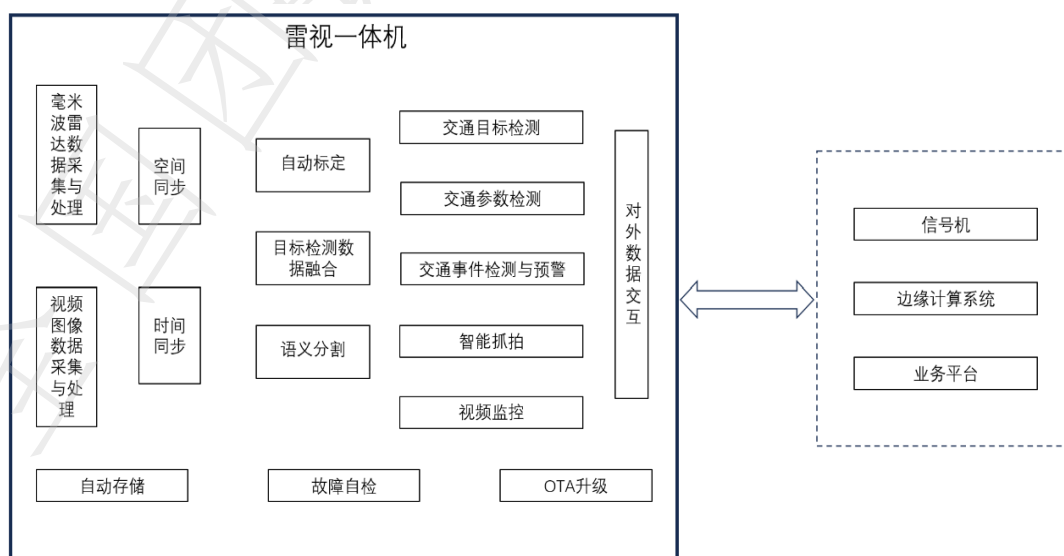 雷视一体机
毫米
波雷
达数
据采
集与
处理
视频
图像
数据
采集
与处
理
空间
同步
时间
同步
自动标定
目标检测数
据融合
语义分割
交通目标检测
交通参数检测
交通事件检测与预警
智能抓拍
视频监控
对
外
数
据
交
互
自动存储
故障自检
OTA升级
信号机
边缘计算系统
业务平台